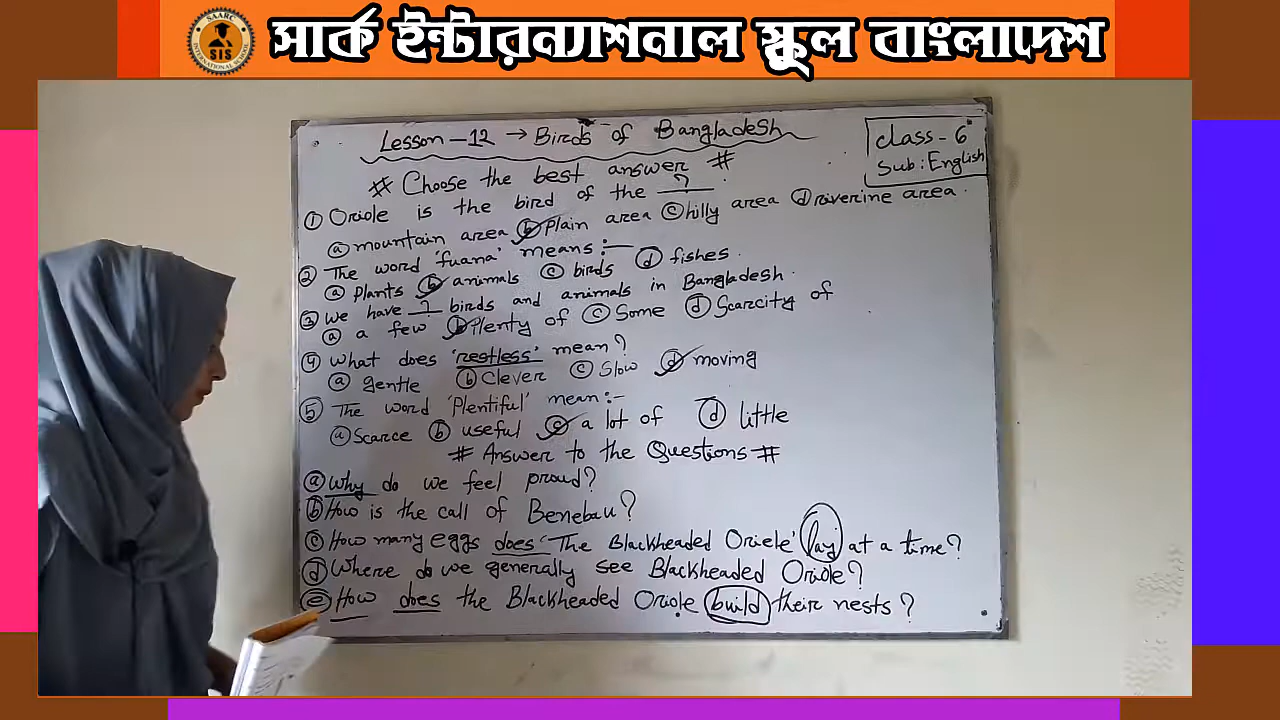 সার্ক ইন্টারন্যাশনাল স্কুল বাংলাদেশ
SAARC
SIS
INTERNATIONAL SCHOOL
Lesson-12 → Birds of Bangladesh
Class-6
Sub: English
# Choose the best answer #
① Oriole is the bird of the ? .
ⓐ mountain area ⓑ Plain area ⓒ hilly area ⓓ riverine area.
② The word 'fuana' means :—
ⓐ plants ⓑ animals ⓒ birds ⓓ fishes.
③ We have ? birds and animals in Bangladesh.
ⓐ a few ⓑ Plenty of ⓒ Some ⓓ Scarcity of
④ What does 'restless' mean?
ⓐ gentle ⓑ Clever ⓒ Slow ⓓ moving
⑤ The word 'Plentiful' mean :-
ⓐ Scarce ⓑ useful ⓒ a lot of ⓓ little
# Answer to the Questions #
ⓐ Why do we feel proud?
ⓑ How is the call of Benebau?
ⓒ How many eggs does 'The Blackheaded Oriele' lay at a time?
ⓓ Where do we generally see Blackheaded Oriole?
ⓔ How does the Blackheaded Oriole build their nests?